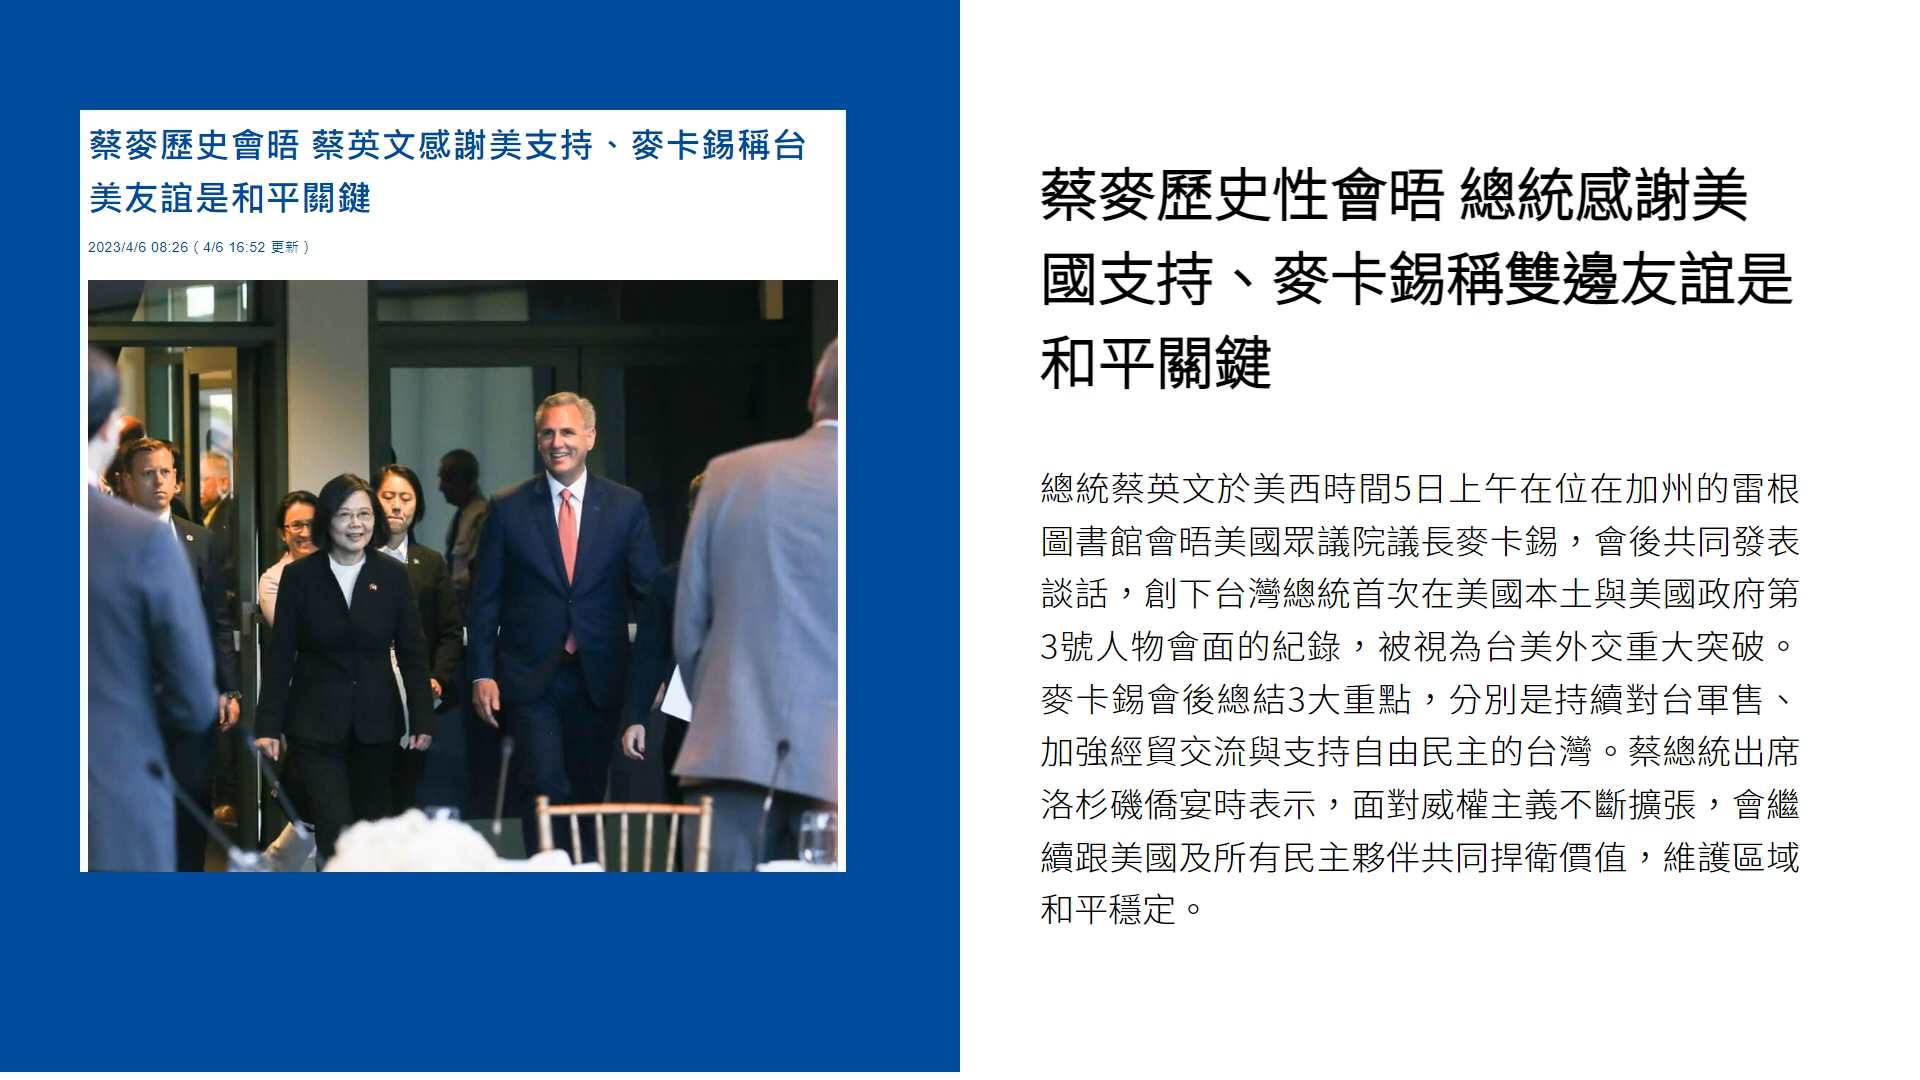 蔡麥歷史會晤 蔡英文感謝美支持、麥卡錫稱台
美友誼是和平關鍵
2023/4/6 08:26（4/6 16:52 更新）
蔡麥歷史性會晤 總統感謝美
國支持、麥卡錫稱雙邊友誼是
和平關鍵
總統蔡英文於美西時間5日上午在位在加州的雷根
圖書館會晤美國眾議院議長麥卡錫，會後共同發表
談話，創下台灣總統首次在美國本土與美國政府第
3號人物會面的紀錄，被視為台美外交重大突破。
麥卡錫會後總結3大重點，分別是持續對台軍售、
加強經貿交流與支持自由民主的台灣。蔡總統出席
洛杉磯僑宴時表示，面對威權主義不斷擴張，會繼
續跟美國及所有民主夥伴共同捍衛價值，維護區域
和平穩定。